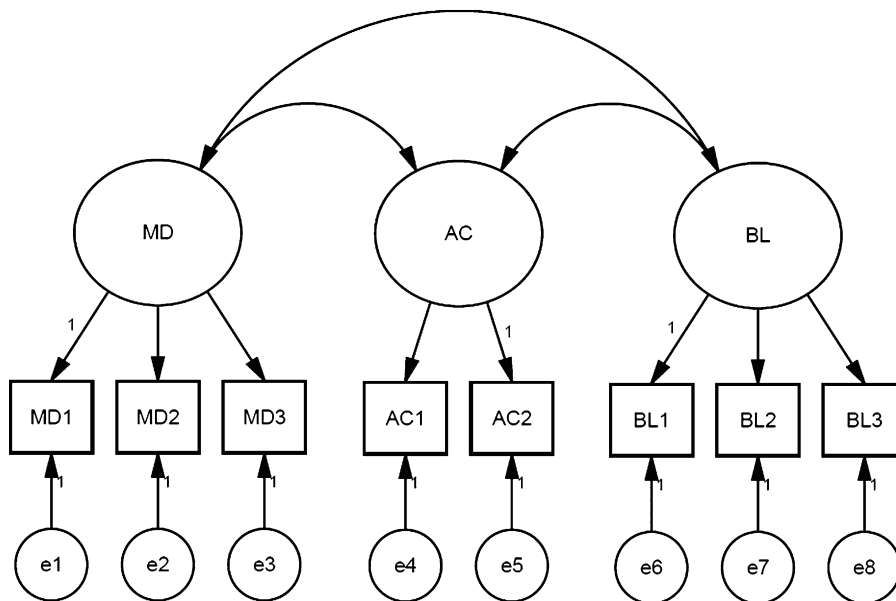 MD AC BL
1 1 1
MD1 MD2 MD3 AC1 AC2 BL1 BL2 BL3
1 1 1 1 1 1 1 1
e1 e2 e3 e4 e5 e6 e7 e8